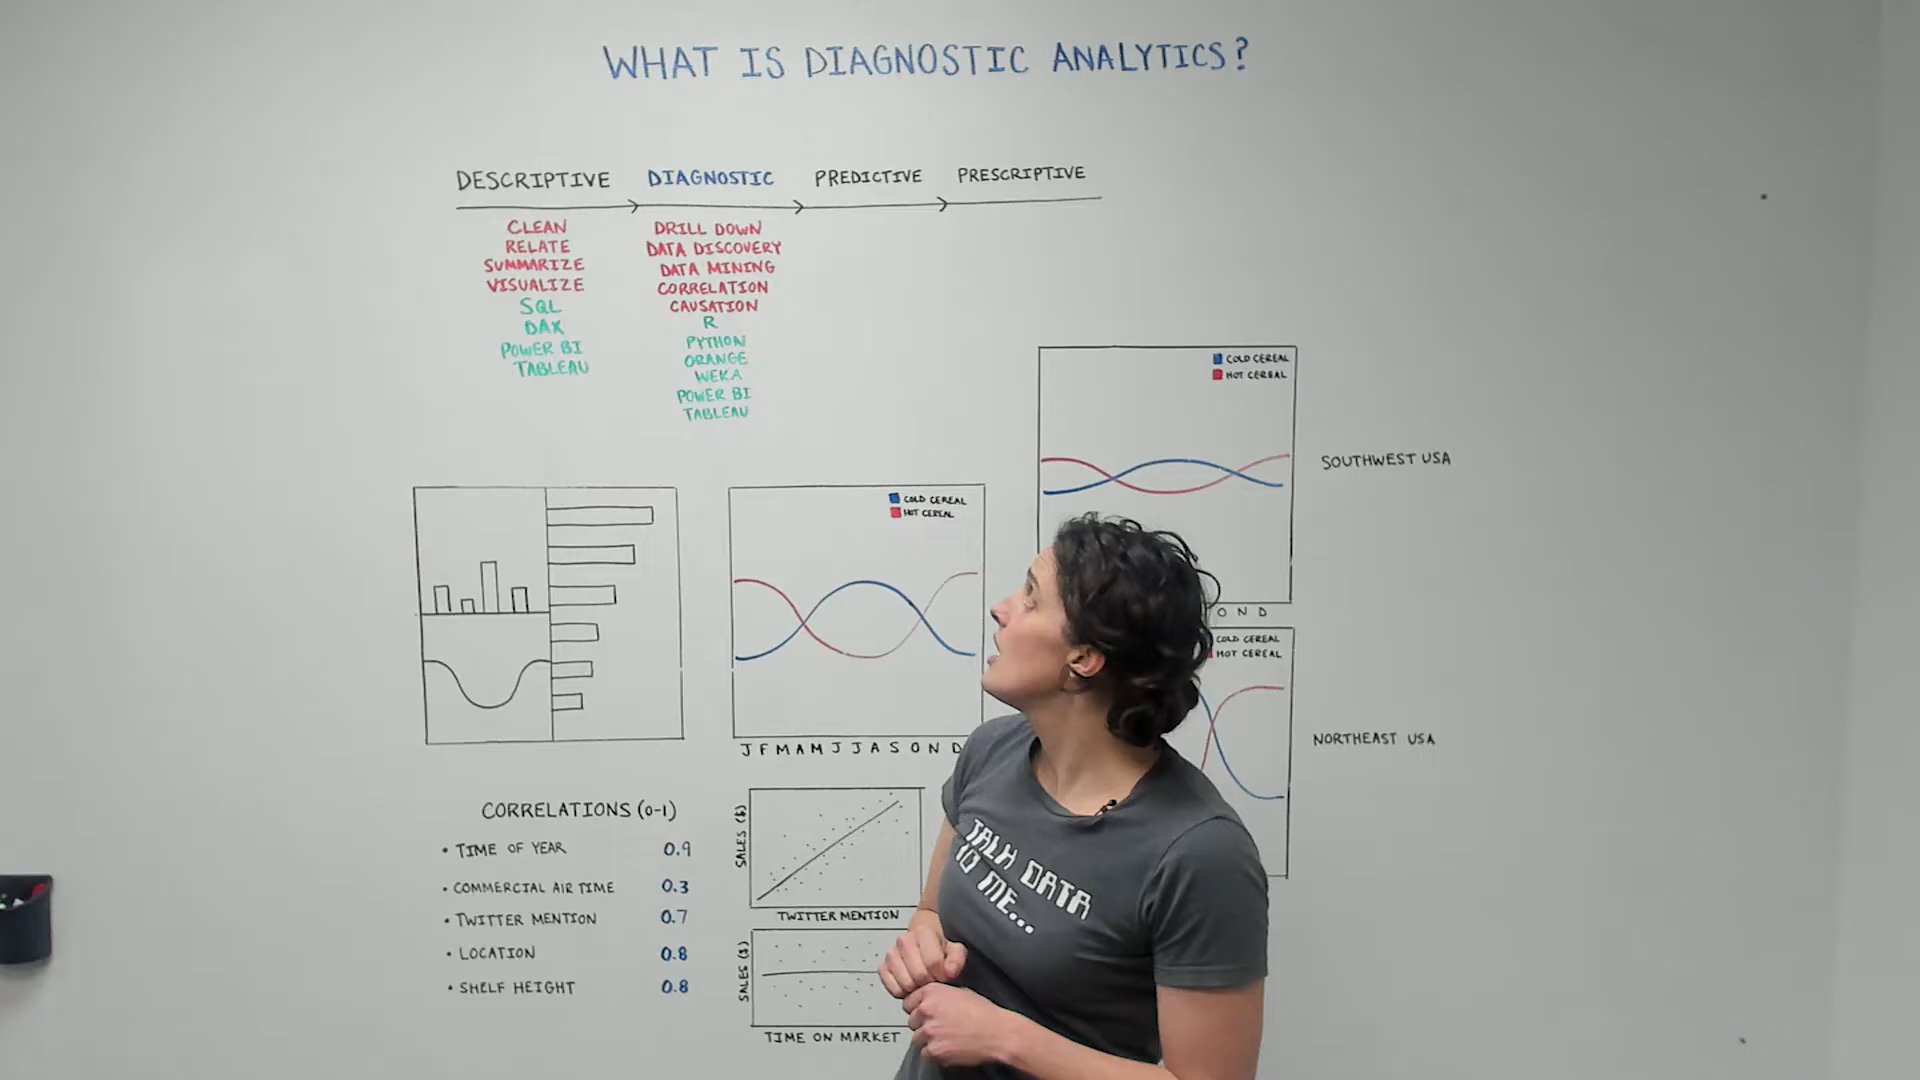 WHAT IS DIAGNOSTIC ANALYTICS?
DESCRIPTIVE
CLEAN
RELATE
SUMMARIZE
VISUALIZE
SQL
DAX
POWER BI
TABLEAU
DIAGNOSTIC
DRILL DOWN
DATA DISCOVERY
DATA MINING
CORRELATION
CAUSATION
R
PYTHON
ORANGE
WEKA
POWER BI
TABLEAU
PREDICTIVE
PRESCRIPTIVE
COLD CEREAL
HOT CEREAL
J F M A M J J A S O N D
COLD CEREAL
HOT CEREAL
O N D
SOUTHWEST USA
COLD CEREAL
HOT CEREAL
NORTHEAST USA
CORRELATIONS (0-1)
• TIME OF YEAR 0.9
• COMMERCIAL AIR TIME 0.3
• TWITTER MENTION 0.7
• LOCATION 0.8
• SHELF HEIGHT 0.8
SALES ($)
TWITTER MENTION
SALES ($)
TIME ON MARKET
TALK DATA
TO ME...